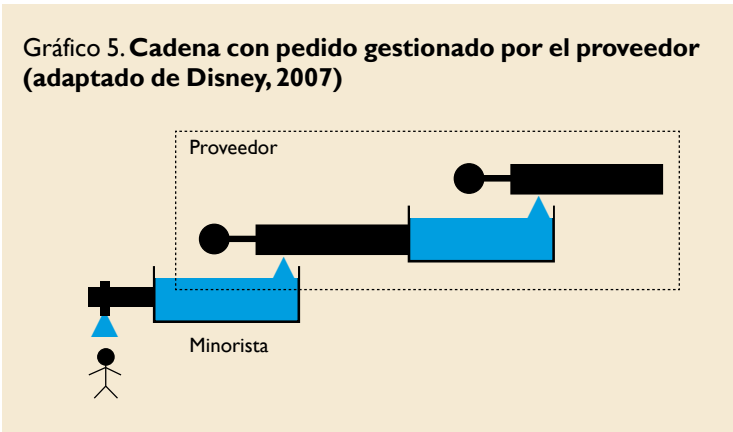 Gráfico 5. Cadena con pedido gestionado por el proveedor
(adaptado de Disney, 2007)
Proveedor
Minorista